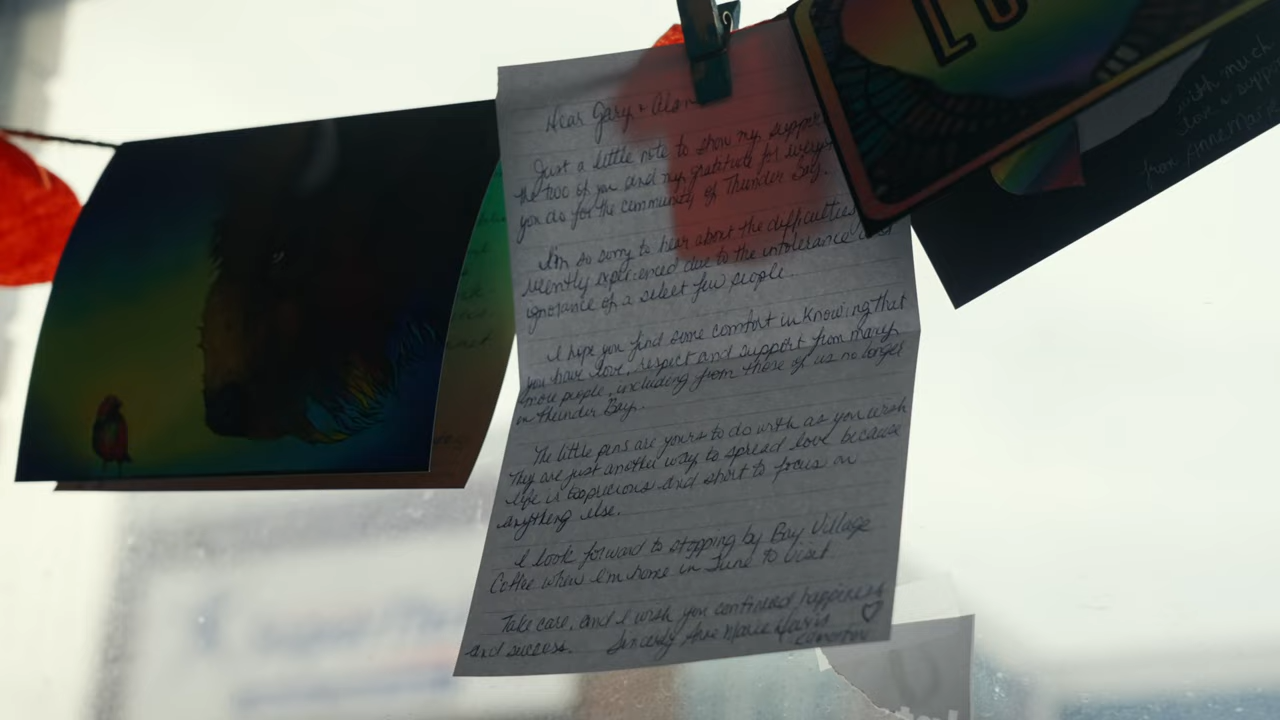 Dear Gary & Alan
Just a little note to show my support
the two of you and my gratitude for everything
you do for the community of Thunder Bay.
I'm so sorry to hear about the difficulties
recently experienced due to the intolerance
ignorance of a select few people.
I hope you find some comfort in knowing that
you have love, respect and support from many
more people, including from those of us no longer
in Thunder Bay.
The little pins are yours to do with as you wish
They are just another way to spread love because
life is too precious and short to focus on
anything else.
I look forward to stopping by Bay Village
Coffee when I'm home in June to visit
Take care, and I wish you continued happiness
and success. Sincerely Anne Marie
with much
love & support
from Anne Marie